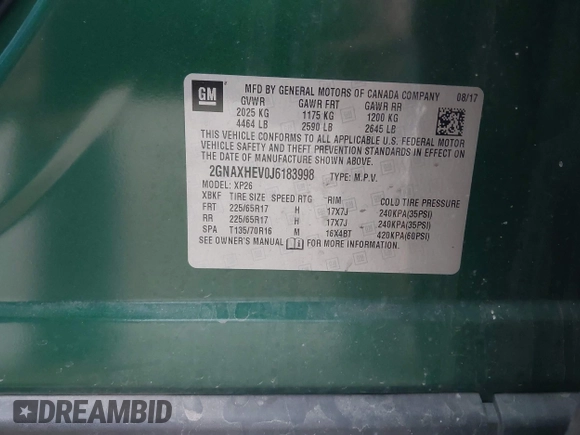 GM
MFD BY GENERAL MOTORS OF CANADA COMPANY 08/17
GVWR GAWR FRT GAWR RR
2025 KG 1175 KG 1200 KG
4464 LB 2590 LB 2645 LB
THIS VEHICLE CONFORMS TO ALL APPLICABLE U.S. FEDERAL MOTOR
VEHICLE SAFETY AND THEFT PREVENTION STANDARDS IN EFFECT ON
THE DATE OF MANUFACTURE SHOWN ABOVE.
2GNAXHEV0J6183998 TYPE: M.P.V.
MODEL: XP26
XBKF TIRE SIZE SPEED RTG RIM COLD TIRE PRESSURE
FRT 225/65R17 H 17X7J 240KPA(35PSI)
RR 225/65R17 H 17X7J 240KPA(35PSI)
SPA T135/70R16 M 16X4BT 420KPA(60PSI)
SEE OWNER'S MANUAL FOR MORE INFORMATION.
DREAMBID